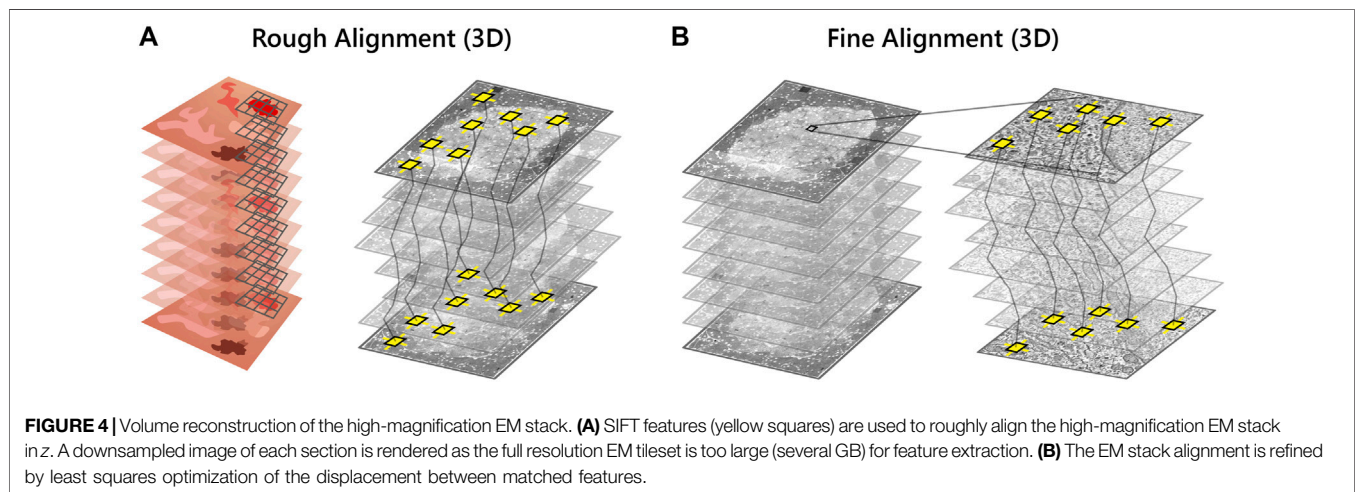 A Rough Alignment (3D) B Fine Alignment (3D)
FIGURE 4 | Volume reconstruction of the high-magnification EM stack. (A) SIFT features (yellow squares) are used to roughly align the high-magnification EM stack
in z. A downsampled image of each section is rendered as the full resolution EM tileset is too large (several GB) for feature extraction. (B) The EM stack alignment is refined
by least squares optimization of the displacement between matched features.